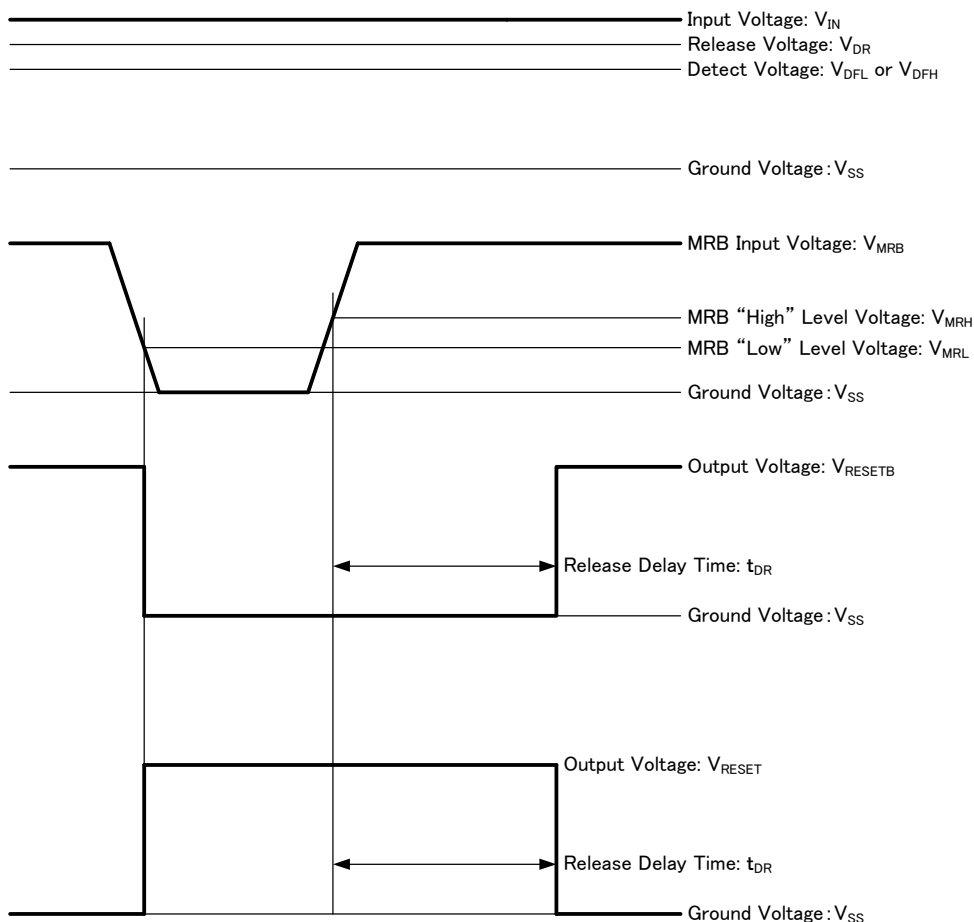 Input Voltage: VIN
Release Voltage: VDR
Detect Voltage: VDFL or VDFH
Ground Voltage: VSS
MRB Input Voltage: VMRB
MRB “High” Level Voltage: VMRH
MRB “Low” Level Voltage: VMRL
Ground Voltage: VSS
Output Voltage: VRESETB
Release Delay Time: tDR
Ground Voltage: VSS
Output Voltage: VRESET
Release Delay Time: tDR
Ground Voltage: VSS